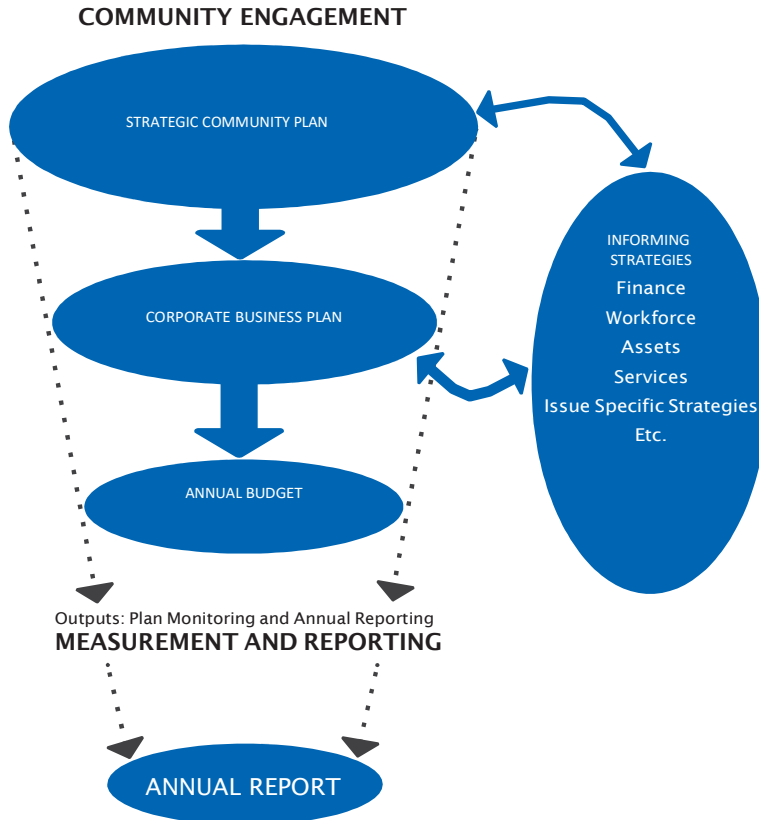 COMMUNITY ENGAGEMENT
STRATEGIC COMMUNITY PLAN
CORPORATE BUSINESS PLAN
ANNUAL BUDGET
INFORMING
STRATEGIES
Finance
Workforce
Assets
Services
Issue Specific Strategies
Etc.
Outputs: Plan Monitoring and Annual Reporting
MEASUREMENT AND REPORTING
ANNUAL REPORT